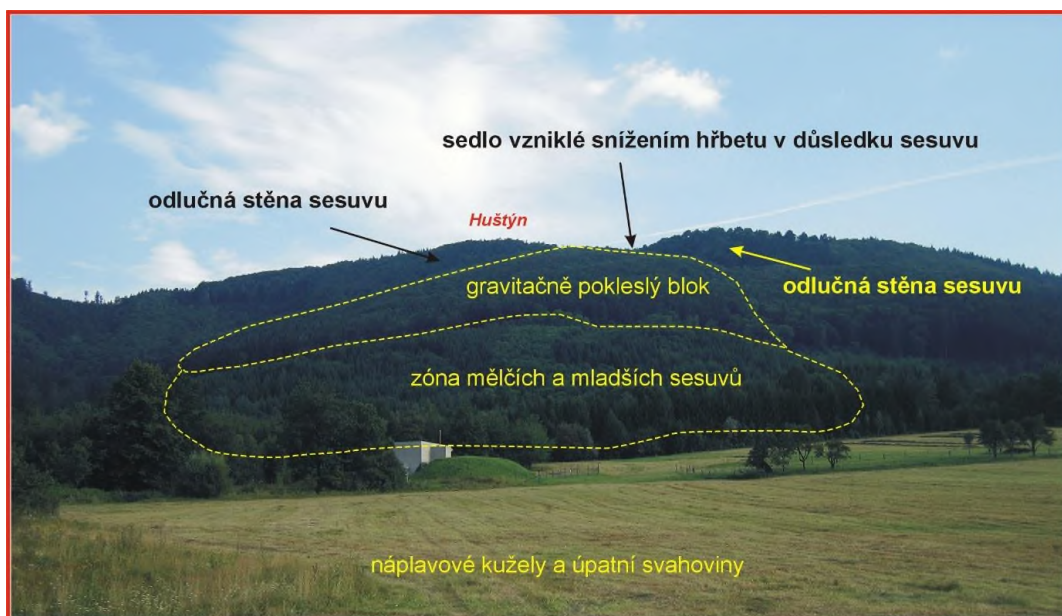 sedlo vzniklé snížením hřbetu v důsledku sesuvu
odlučná stěna sesuvu
Huštýn
gravitačně pokleslý blok
odlučná stěna sesuvu
zóna mělčích a mladších sesuvů
náplavové kužely a úpatní svahoviny